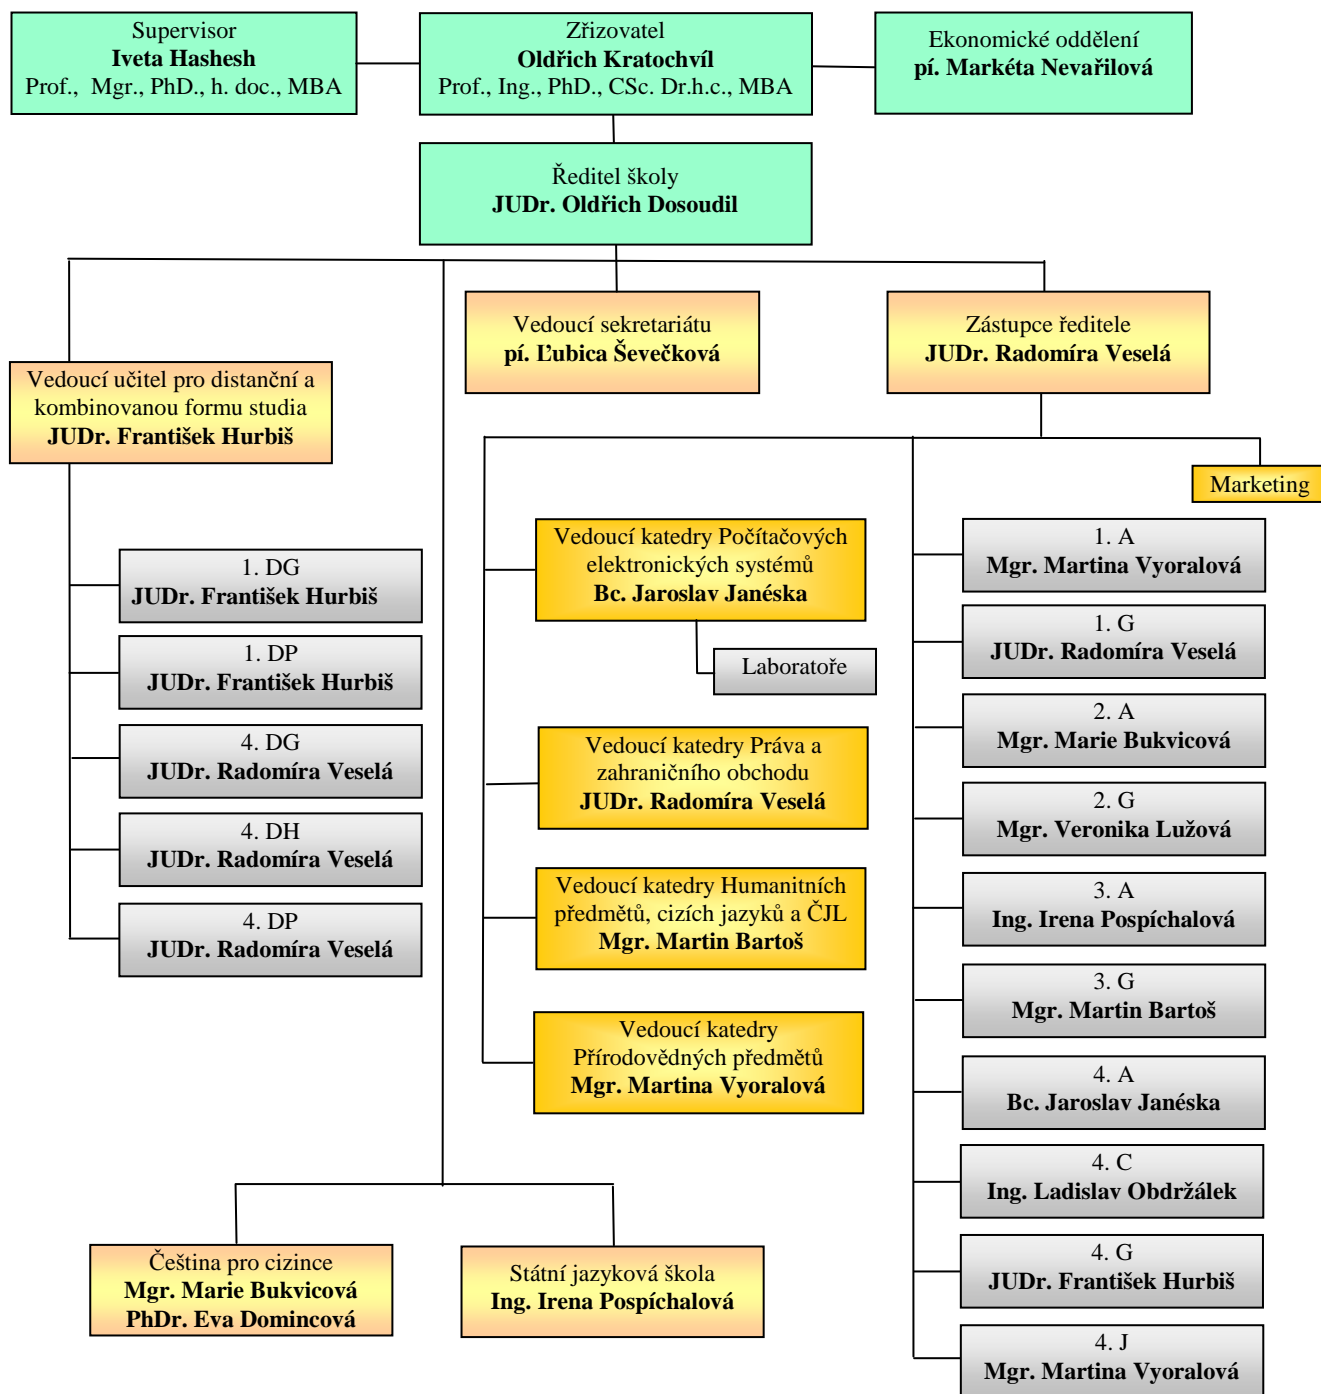 Supervisor
Iveta Hashesh
Prof.,  Mgr., PhD., h. doc., MBA
Zřizovatel
Oldřich Kratochvíl
Prof., Ing., PhD., CSc. Dr.h.c., MBA
Ekonomické oddělení
pí. Markéta Nevařilová
Ředitel školy
JUDr. Oldřich Dosoudil
Vedoucí sekretariátu
pí. Ľubica Ševečková
Zástupce ředitele
JUDr. Radomíra Veselá
Vedoucí učitel pro distanční a
kombinovanou formu studia
JUDr. František Hurbiš
1. DG
JUDr. František Hurbiš
1. DP
JUDr. František Hurbiš
4. DG
JUDr. Radomíra Veselá
4. DH
JUDr. Radomíra Veselá
4. DP
JUDr. Radomíra Veselá
Marketing
Vedoucí katedry Počítačových
elektronických systémů
Bc. Jaroslav Janéska
Laboratoře
Vedoucí katedry Práva a
zahraničního obchodu
JUDr. Radomíra Veselá
Vedoucí katedry Humanitních
předmětů, cizích jazyků a ČJL
Mgr. Martin Bartoš
Vedoucí katedry
Přírodovědných předmětů
Mgr. Martina Vyoralová
1. A
Mgr. Martina Vyoralová
1. G
JUDr. Radomíra Veselá
2. A
Mgr. Marie Bukvicová
2. G
Mgr. Veronika Lužová
3. A
Ing. Irena Pospíchalová
3. G
Mgr. Martin Bartoš
4. A
Bc. Jaroslav Janéska
4. C
Ing. Ladislav Obdržálek
4. G
JUDr. František Hurbiš
4. J
Mgr. Martina Vyoralová
Čeština pro cizince
Mgr. Marie Bukvicová
PhDr. Eva Domincová
Státní jazyková škola
Ing. Irena Pospíchalová